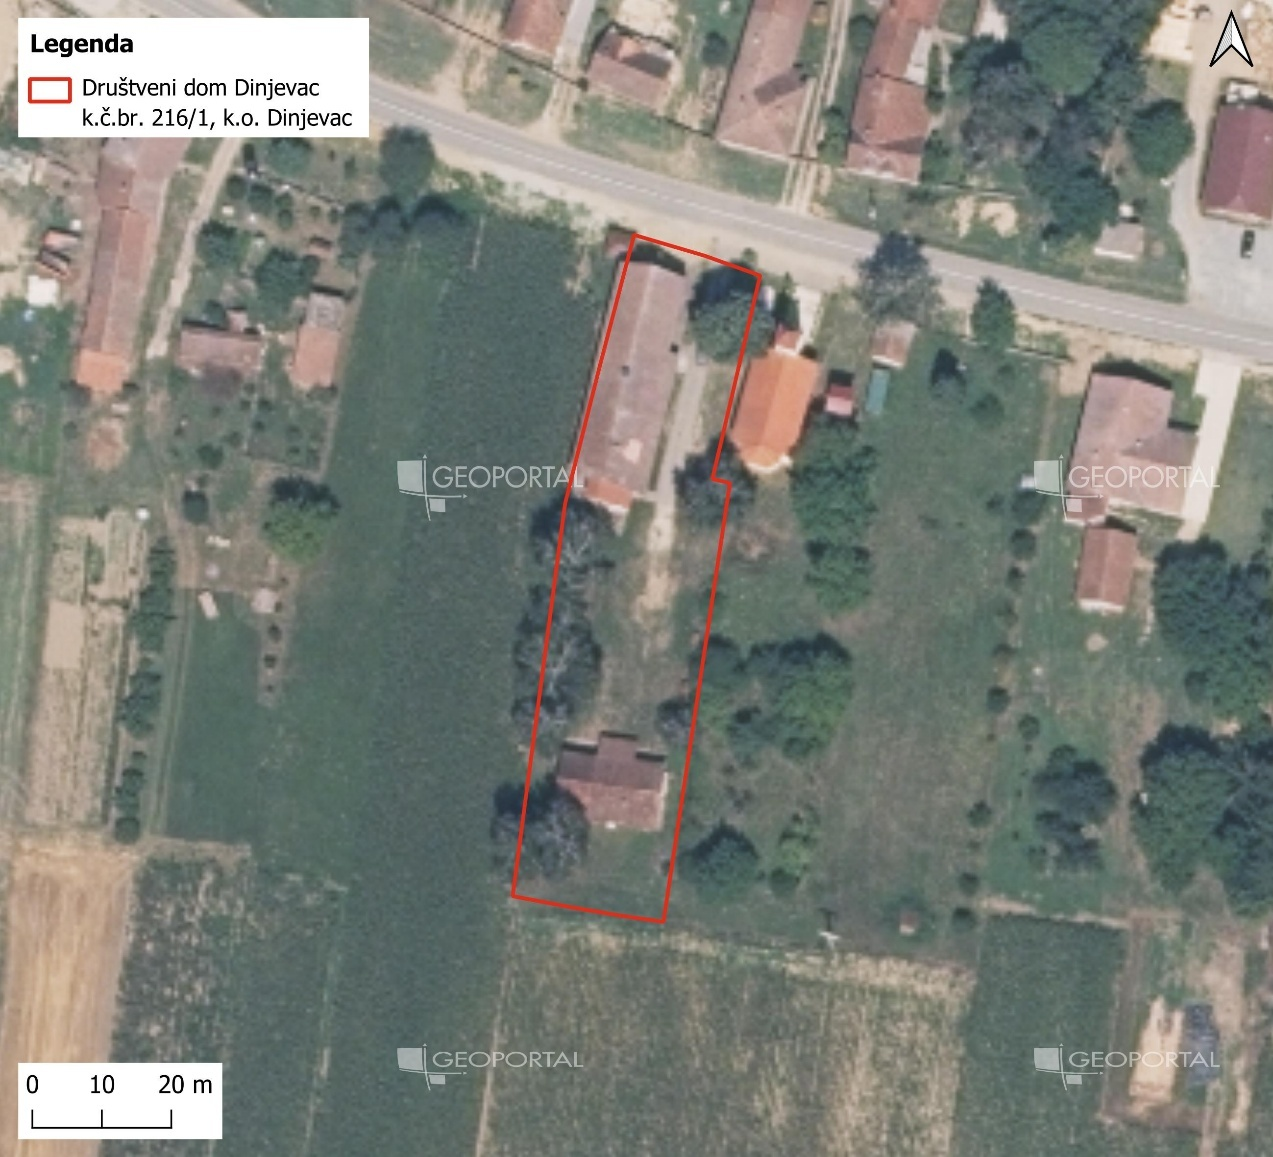 Legenda
Društveni dom Dinjevac
k.č.br. 216/1, k.o. Dinjevac
GEOPORTAL
GEOPORTAL
GEOPORTAL
GEOPORTAL
0 10 20 m